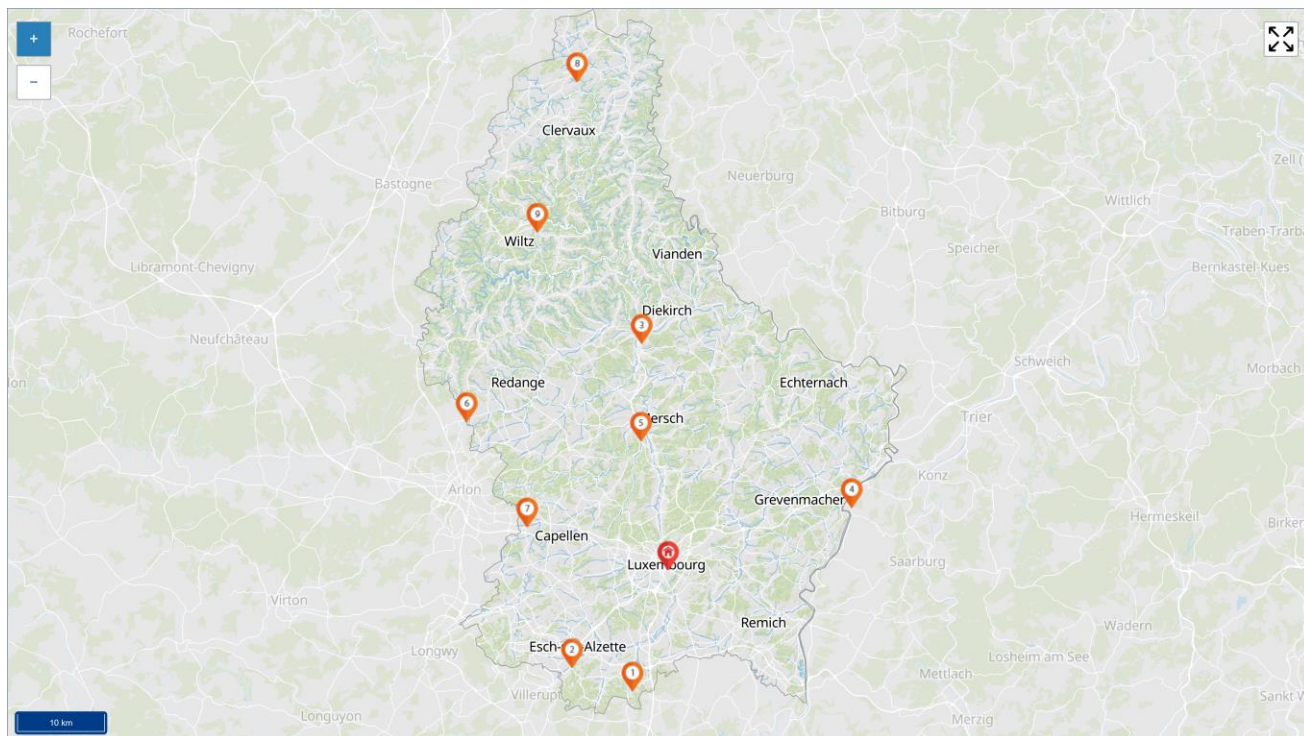 +
Rochefort
8
−
Clervaux
Zell (
Neuerburg
Bastogne
Wittlich
9
Bitburg
Traben-Trarba
Wiltz
Speicher
Vianden
Libramont-Chevigny
Bernkastel-Kues
Diekirch
3
Neufchâteau
Schweich
Morbach
lon
Redange
Echternach
6
Trier
5
ersch
Konz
Arlon
4
Grevenmacher
7
Hermeskeil
Birken
Capellen
Saarburg
Luxembourg
Virton
Remich
Wadern
Esch- Alzette
2
Longwy
Losheim am See
1
Mettlach
Villerupt
Sankt W
Longuyon
10 km
Merzig